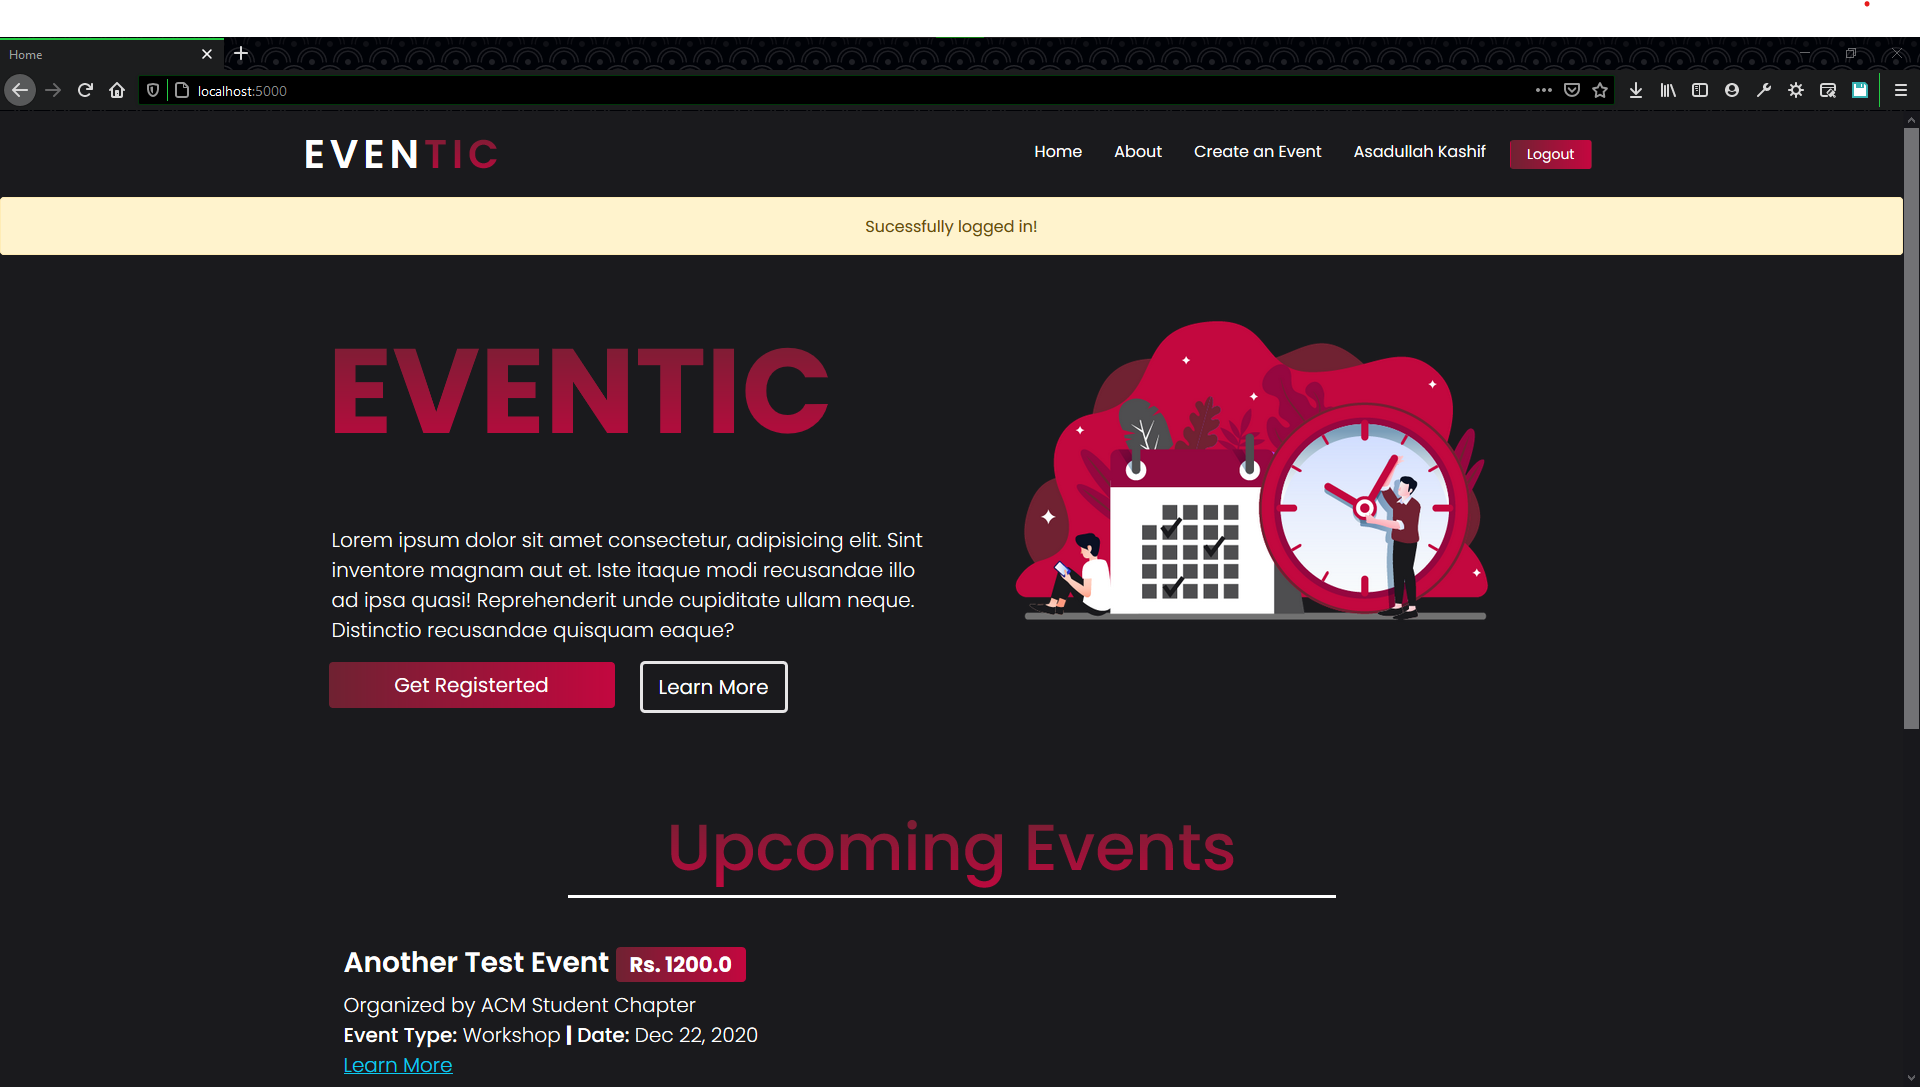 Home
localhost:5000
EVENTIC
Home About Create an Event Asadullah Kashif Logout
Sucessfully logged in!
EVENTIC
Lorem ipsum dolor sit amet consectetur, adipisicing elit. Sint
inventore magnam aut et. Iste itaque modi recusandae illo
ad ipsa quasi! Reprehenderit unde cupiditate ullam neque.
Distinctio recusandae quisquam eaque?
Get Registerted Learn More
Upcoming Events
Another Test Event Rs. 1200.0
Organized by ACM Student Chapter
Event Type: Workshop | Date: Dec 22, 2020
Learn More